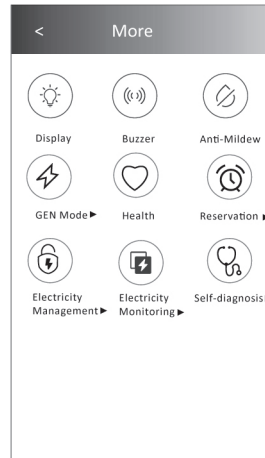 < More
Display Buzzer Anti-Mildew
GEN Mode▶ Health Reservation
Electricity Electricity Self-diagnosis
Management▶ Monitoring▶